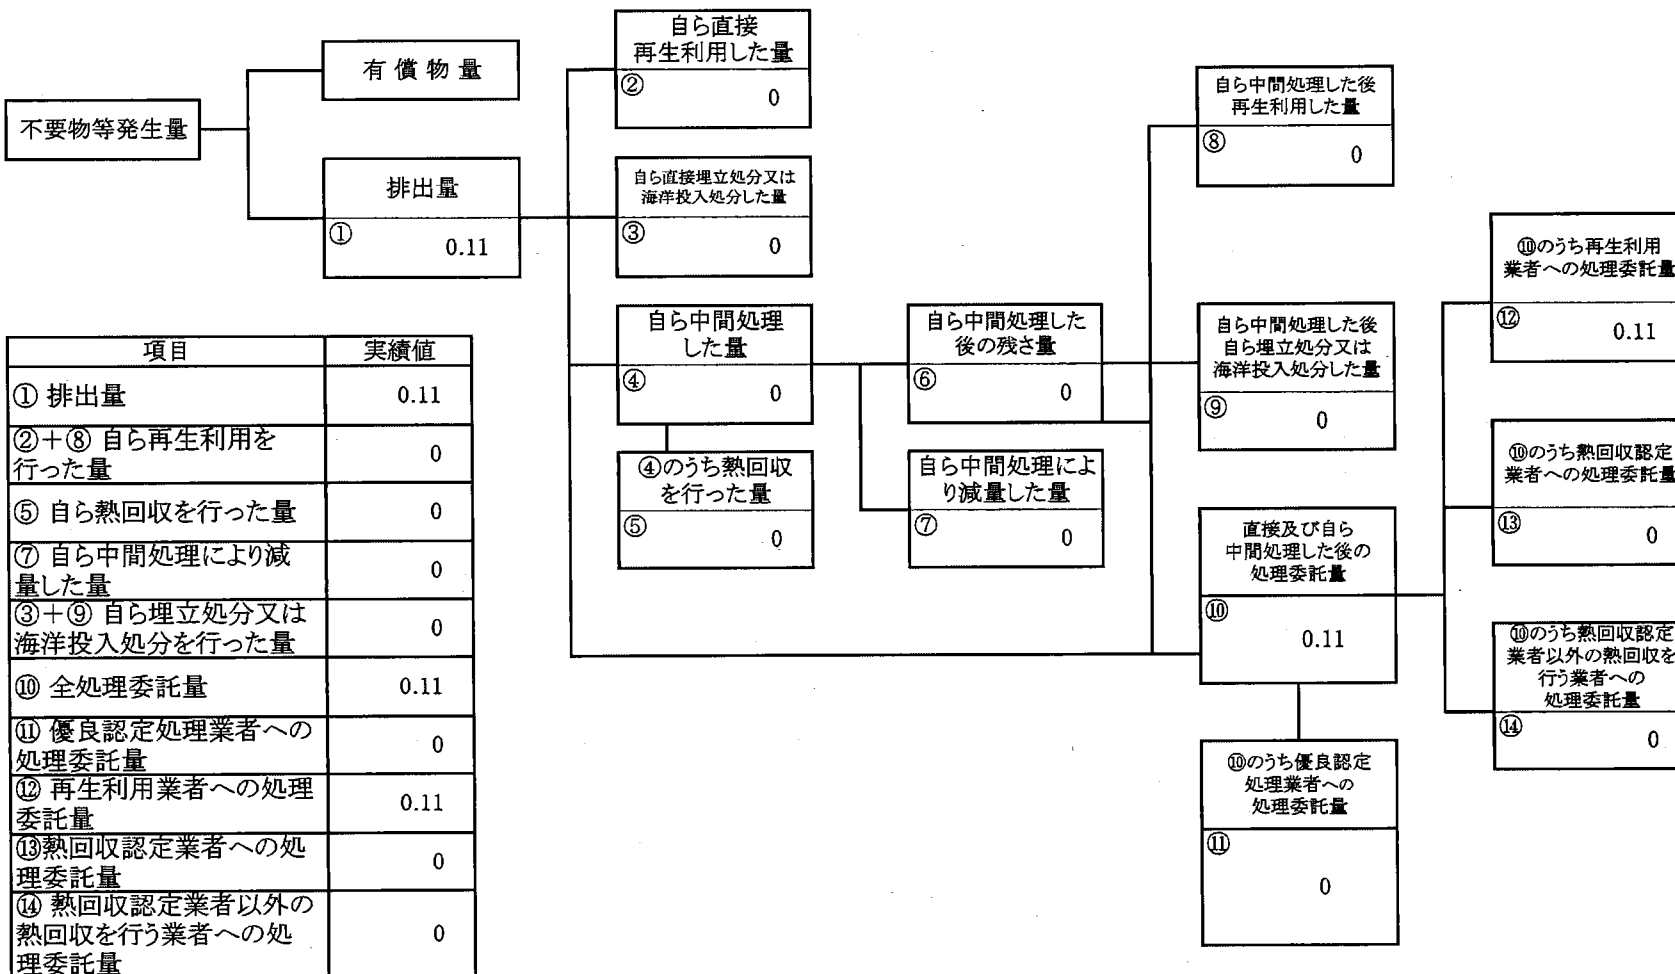 不要物等発生量
有償物量
排出量
①
0.11
自ら直接
再生利用した量
②
0
自ら直接埋立処分又は
海洋投入処分した量
③
0
自ら中間処理
した量
④
0
④のうち熱回収
を行った量
⑤
0
自ら中間処理した
後の残さ量
⑥
0
自ら中間処理によ
り減量した量
⑦
0
自ら中間処理した後
再生利用した量
⑧
0
自ら中間処理した後
自ら埋立処分又は
海洋投入処分した量
⑨
0
直接及び自ら
中間処理した後の
処理委託量
⑩
0.11
⑩のうち優良認定
処理業者への
処理委託量
⑪
0
⑩のうち再生利用
業者への処理委託量
⑫
0.11
⑩のうち熱回収認定
業者への処理委託量
⑬
0
⑩のうち熱回収認定
業者以外の熱回収を
行う業者への
処理委託量
⑭
0
項目 実績値
① 排出量 0.11
②+⑧ 自ら再生利用を
行った量 0
⑤ 自ら熱回収を行った量 0
⑦ 自ら中間処理により減
量した量 0
③+⑨ 自ら埋立処分又は
海洋投入処分を行った量 0
⑩ 全処理委託量 0.11
⑪ 優良認定処理業者への
処理委託量 0
⑫ 再生利用業者への処理
委託量 0.11
⑬熱回収認定業者への処
理委託量 0
⑭ 熱回収認定業者以外の
熱回収を行う業者への処
理委託量 0